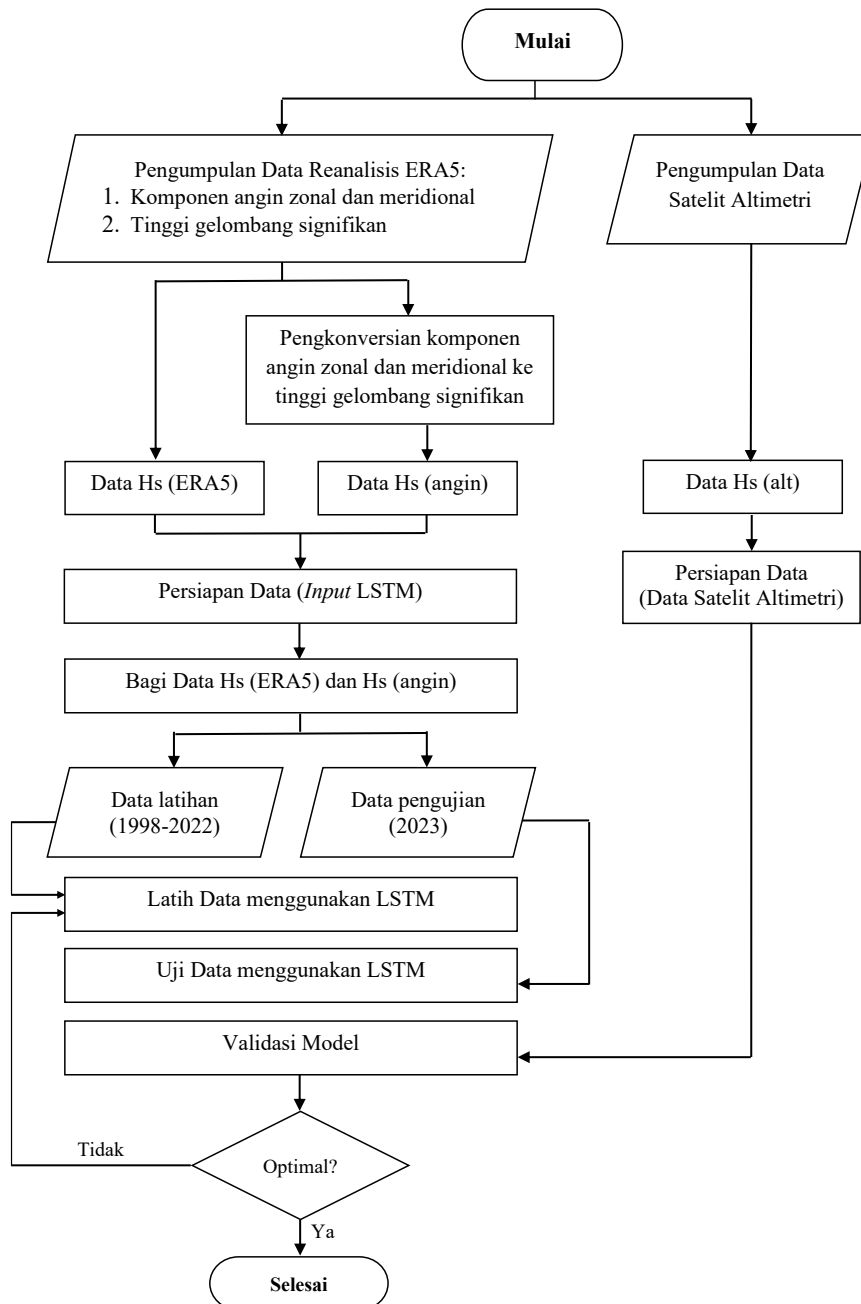 Mulai
Pengumpulan Data Reanalisis ERA5:
1. Komponen angin zonal dan meridional
2. Tinggi gelombang signifikan
Pengumpulan Data
Satelit Altimetri
Pengkonversian komponen
angin zonal dan meridional ke
tinggi gelombang signifikan
Data Hs (ERA5)
Data Hs (angin)
Data Hs (alt)
Persiapan Data (Input LSTM)
Persiapan Data
(Data Satelit Altimetri)
Bagi Data Hs (ERA5) dan Hs (angin)
Data latihan
(1998-2022)
Data pengujian
(2023)
Latih Data menggunakan LSTM
Uji Data menggunakan LSTM
Validasi Model
Tidak
Optimal?
Ya
Selesai